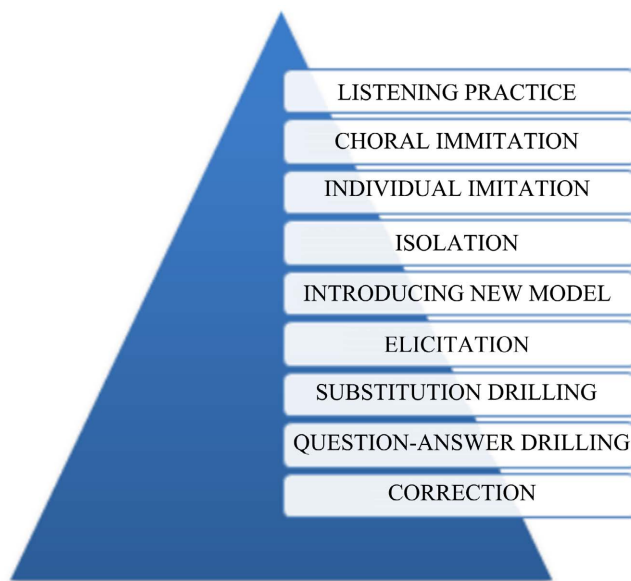 LISTENING PRACTICE
CHORAL IMMITATION
INDIVIDUAL IMITATION
ISOLATION
INTRODUCING NEW MODEL
ELICITATION
SUBSTITUTION DRILLING
QUESTION-ANSWER DRILLING
CORRECTION